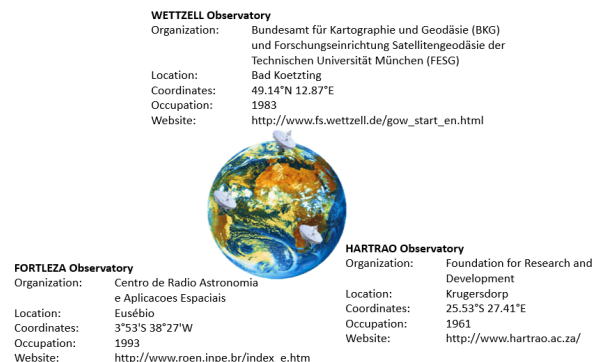 WETTZELL Observatory
Organization: Bundesamt für Kartographie und Geodäsie (BKG)
und Forschungseinrichtung Satellitengeodäsie der
Technischen Universität München (FESG)
Location: Bad Koetzting
Coordinates: 49.14°N 12.87°E
Occupation: 1983
Website: http://www.fs.wettzell.de/gow_start_en.html
FORTLEZA Observatory
Organization: Centro de Radio Astronomia
e Aplicacoes Espaciais
Location: Eusébio
Coordinates: 3°53'S 38°27'W
Occupation: 1993
Website: http://www.roen.inpe.br/index_e.htm
HARTRAO Observatory
Organization: Foundation for Research and
Development
Location: Krugersdorp
Coordinates: 25.53°S 27.41°E
Occupation: 1961
Website: http://www.hartrao.ac.za/